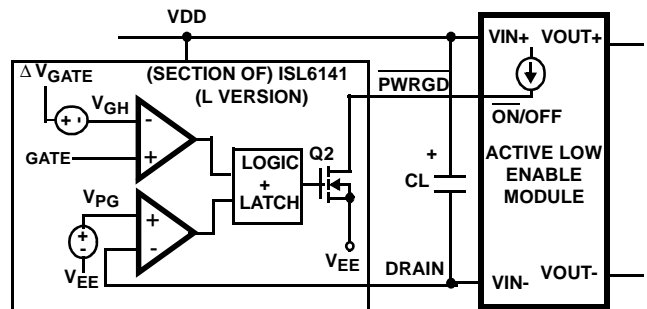 VDD
VIN+ VOUT+
Δ VGATE
(SECTION OF) ISL6141
(L VERSION)
PWRGD
+ -
VGH
-
ON/OFF
GATE
+
Q2
LOGIC
+
LATCH
+
CL
ACTIVE LOW
ENABLE
MODULE
VPG
+
-
+
-
VEE
VEE
DRAIN
VIN-
VOUT-